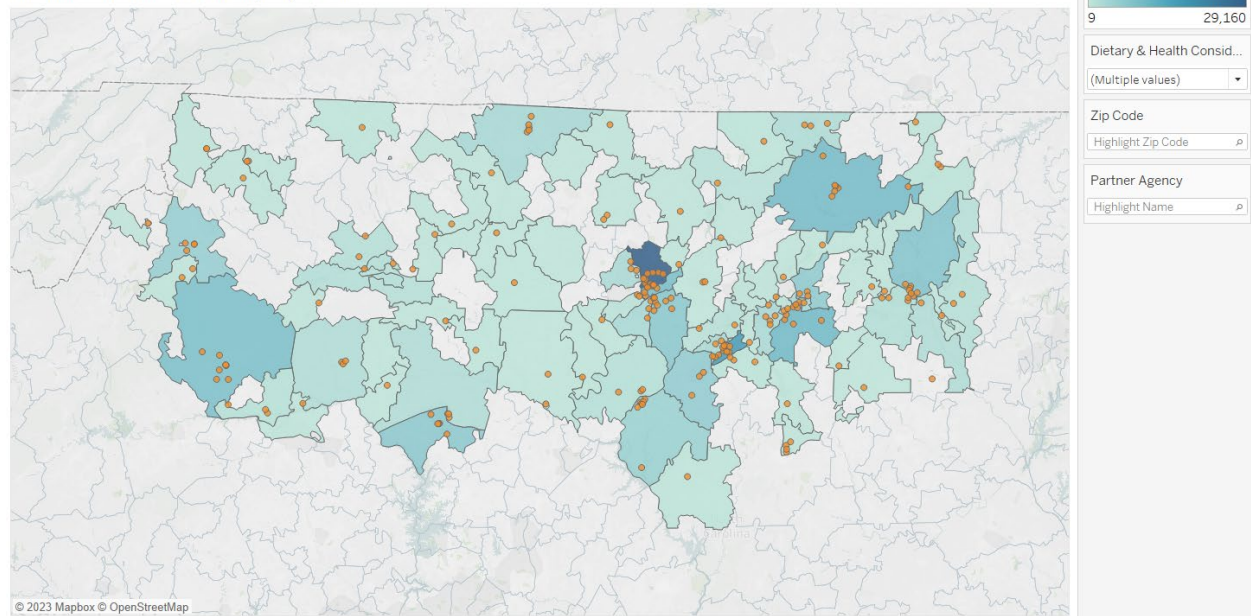 9 29,160
Dietary & Health Consid...
(Multiple values)
Zip Code
Highlight Zip Code
Partner Agency
Highlight Name
© 2023 Mapbox © OpenStreetMap